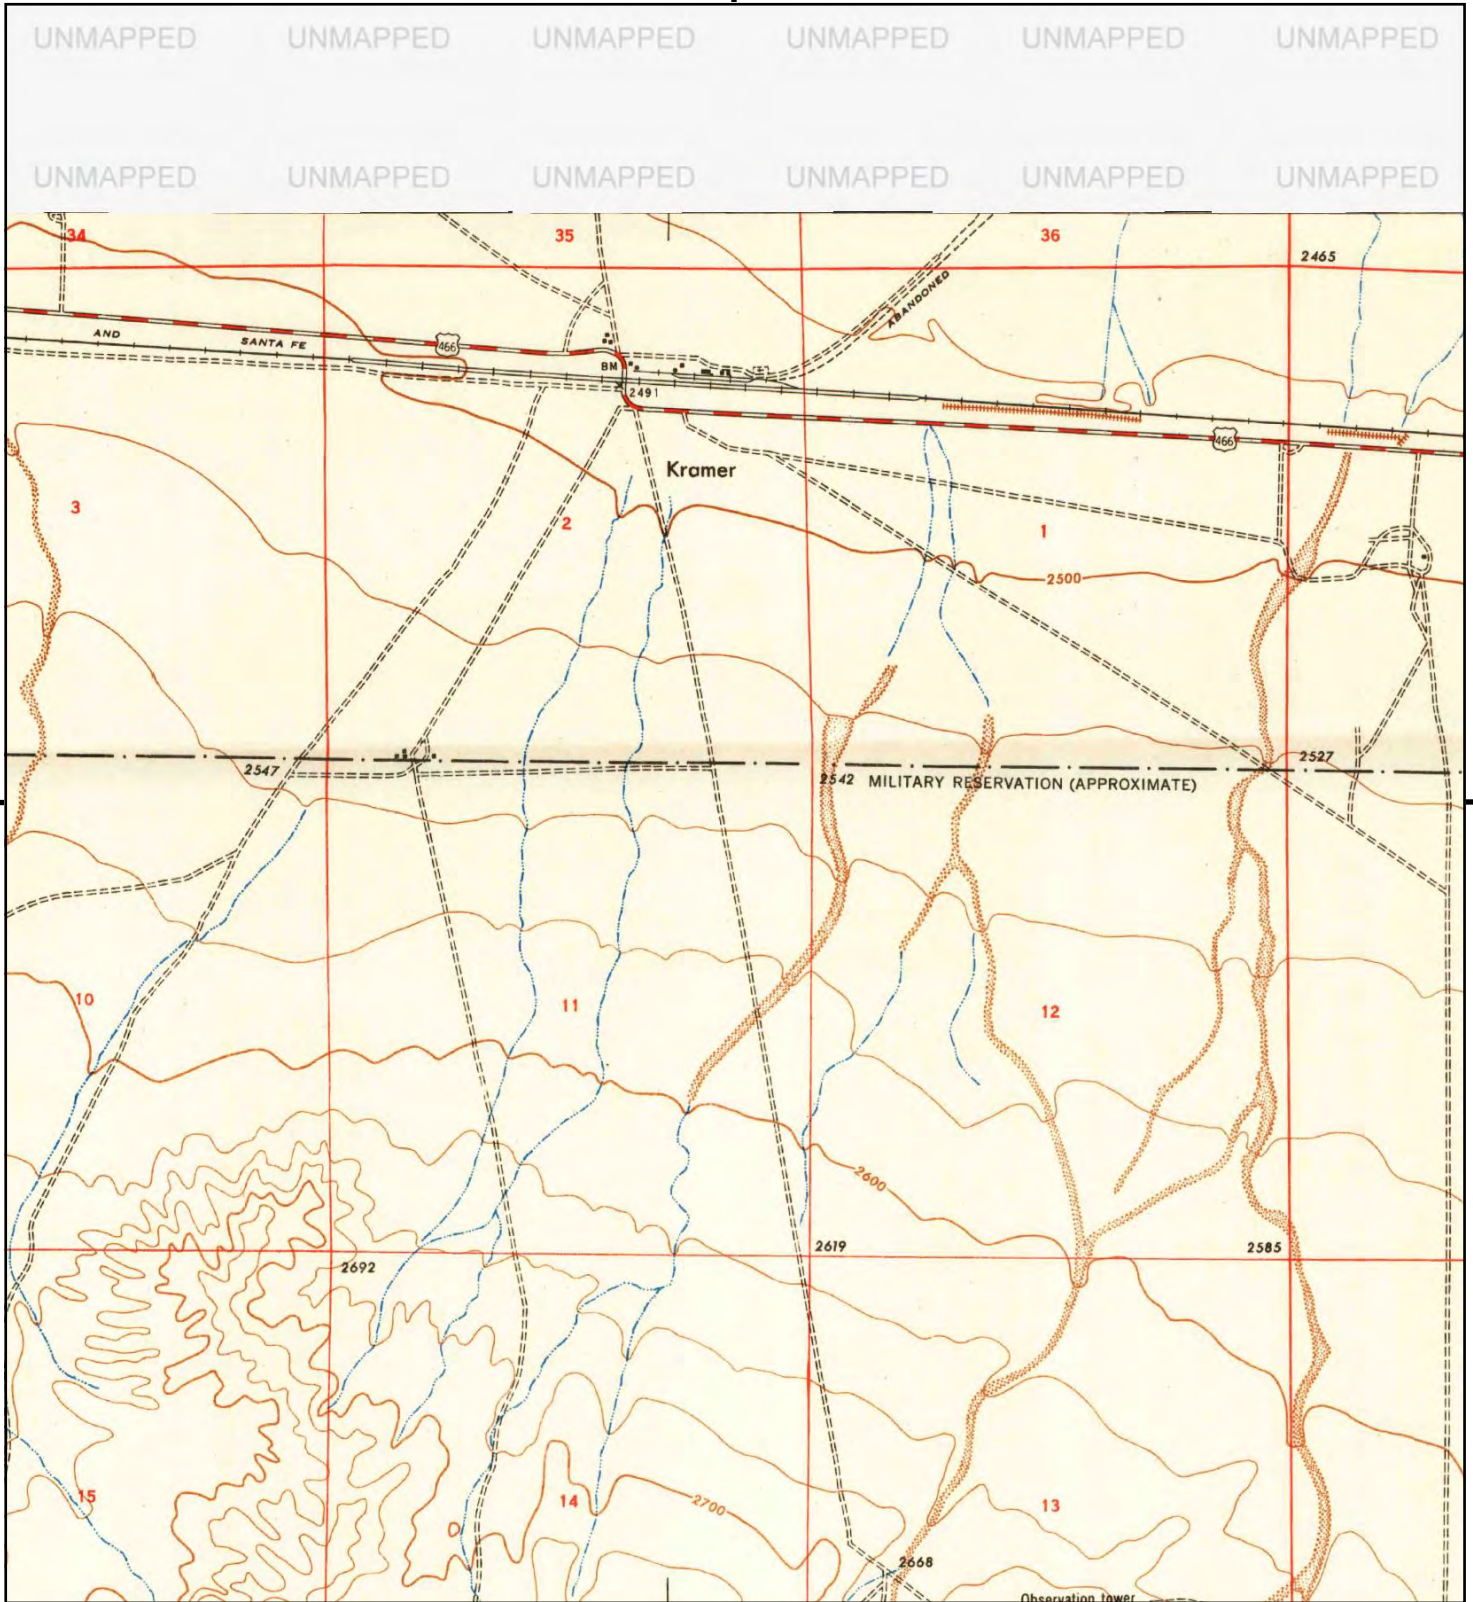 UNMAPPED UNMAPPED UNMAPPED UNMAPPED UNMAPPED UNMAPPED
UNMAPPED UNMAPPED UNMAPPED UNMAPPED UNMAPPED UNMAPPED
34 35 36
2465
ABANDONED
AND SANTA FE
466
BM
2491
466
Kramer
3 2 1
2500
2547 2542 MILITARY RESERVATION (APPROXIMATE) 2527
10 11 12
2600
2692 2619 2585
15 14 2700 13
2668
Observation tower